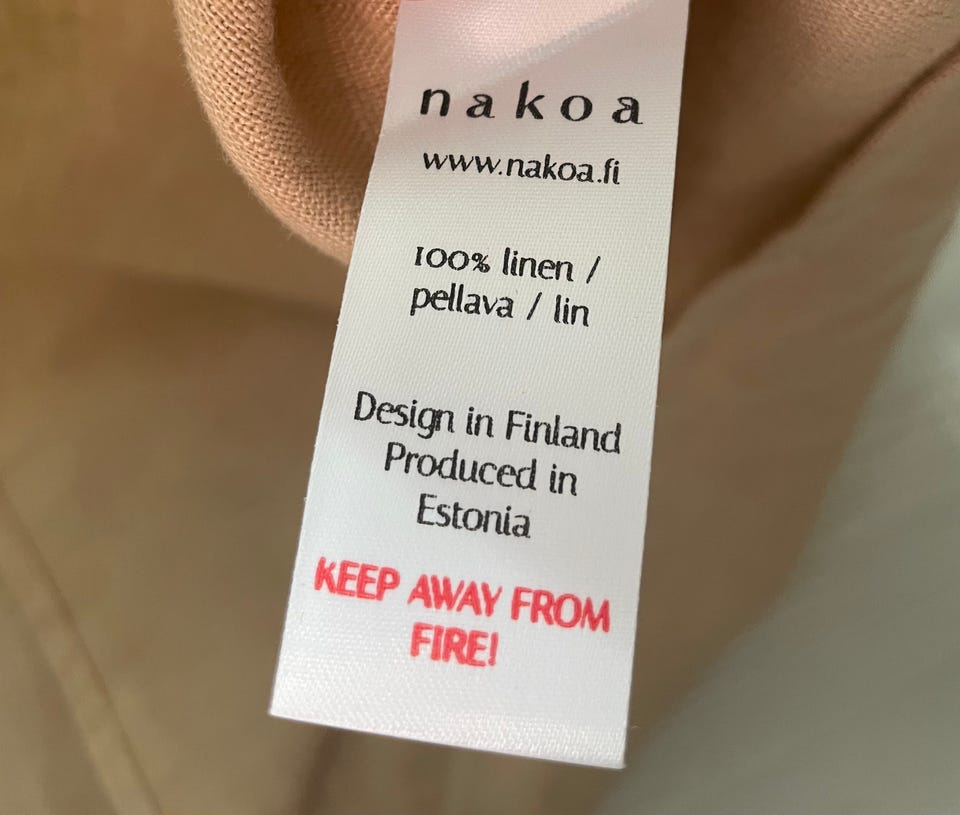 nakoa
www.nakoa.fi
100% linen /
pellava / lin
Design in Finland
Produced in
Estonia
KEEP AWAY FROM
FIRE!